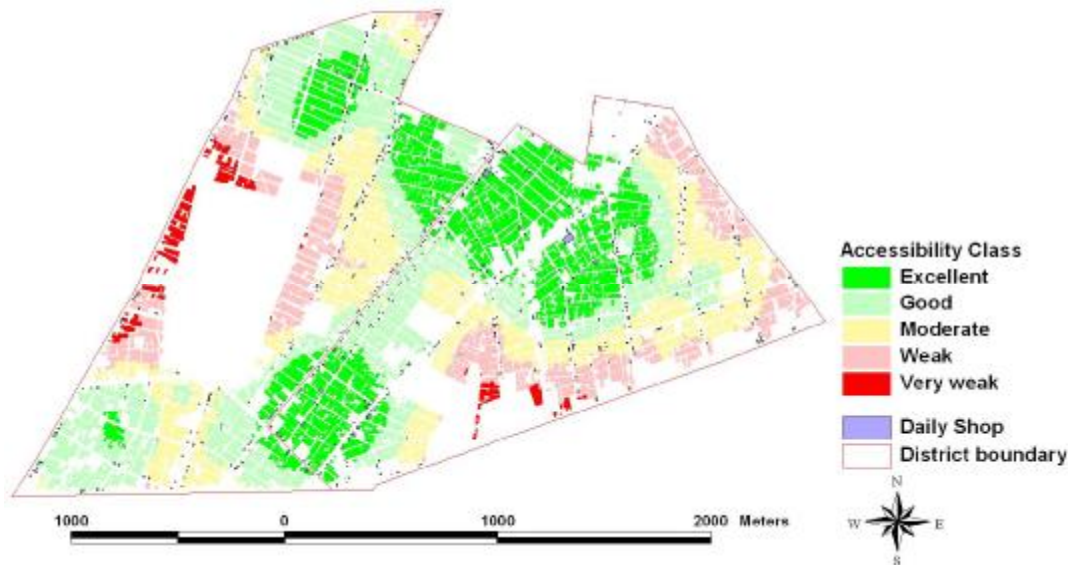 Accessibility Class
Excellent
Good
Moderate
Weak
Very weak
Daily Shop
District boundary
N
W E
S
1000 0 1000 2000 Meters